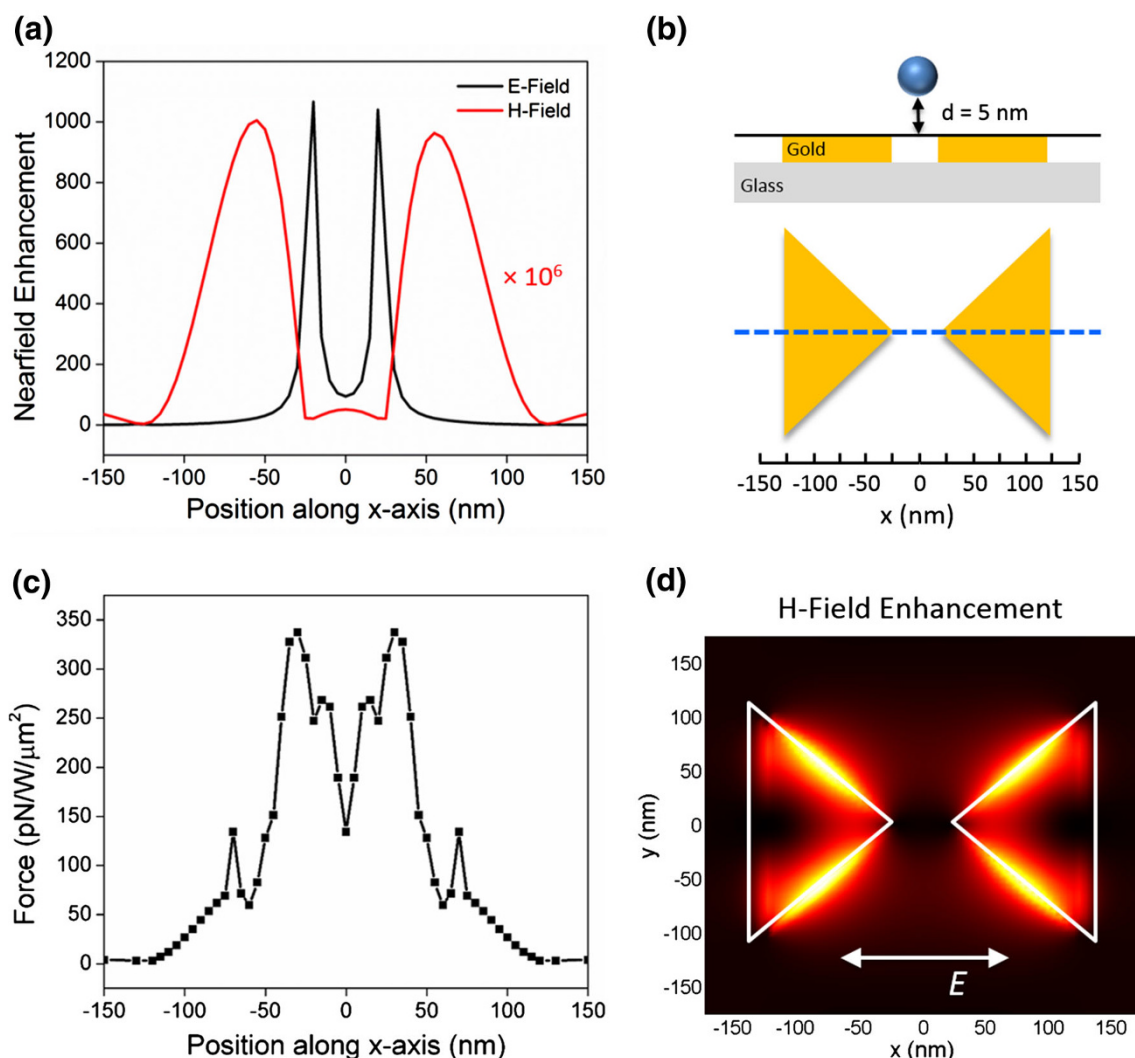 (a)
1200
1000
800
600
400
200
0
Nearfield Enhancement
E-Field
H-Field
× 10⁶
-150 -100 -50 0 50 100 150
Position along x-axis (nm)
(b)
d = 5 nm
Gold
Glass
-150 -100 -50 0 50 100 150
x (nm)
(c)
350
300
250
200
150
100
50
0
Force (pN/W/μm²)
-150 -100 -50 0 50 100 150
Position along x-axis (nm)
(d)
H-Field Enhancement
150
100
50
0
-50
-100
-150
y (nm)
E
-150 -100 -50 0 50 100 150
x (nm)